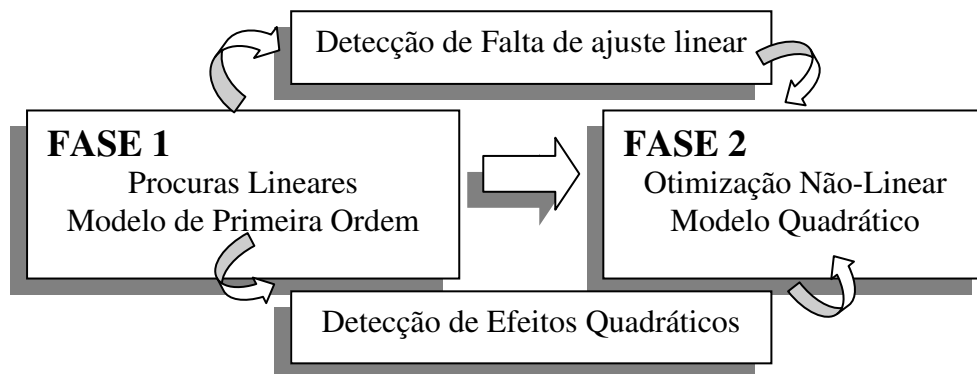 Detecção de Falta de ajuste linear
FASE 1
Procuras Lineares
Modelo de Primeira Ordem
FASE 2
Otimização Não-Linear
Modelo Quadrático
Detecção de Efeitos Quadráticos